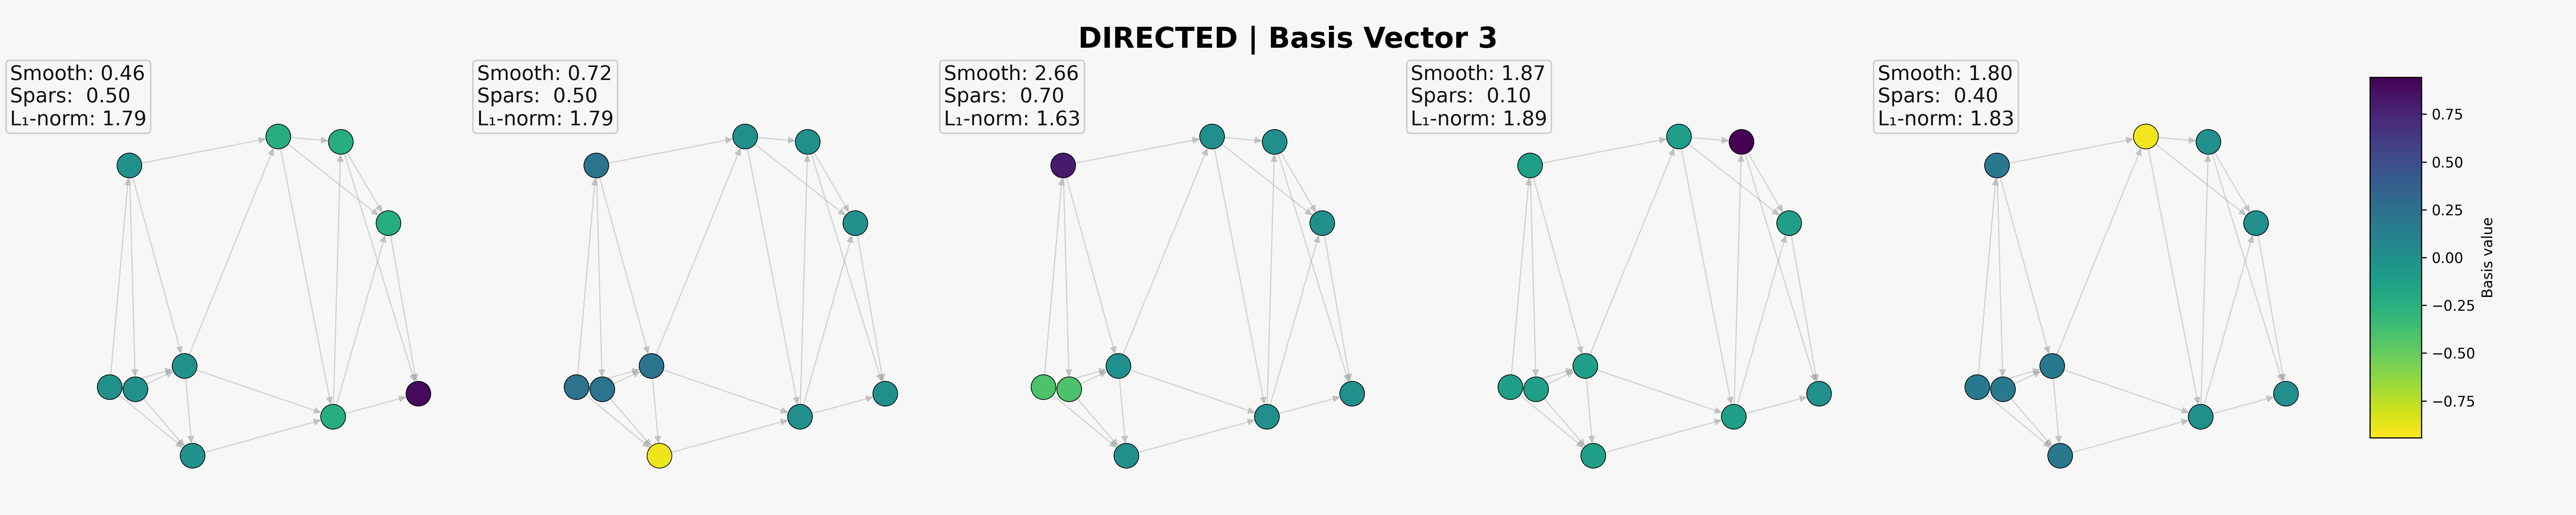 DIRECTED | Basis Vector 3
Smooth: 0.46
Spars:  0.50
L₁-norm: 1.79
Smooth: 0.72
Spars:  0.50
L₁-norm: 1.79
Smooth: 2.66
Spars:  0.70
L₁-norm: 1.63
Smooth: 1.87
Spars:  0.10
L₁-norm: 1.89
Smooth: 1.80
Spars:  0.40
L₁-norm: 1.83
0.75
0.50
0.25
0.00
−0.25
−0.50
−0.75
Basis value